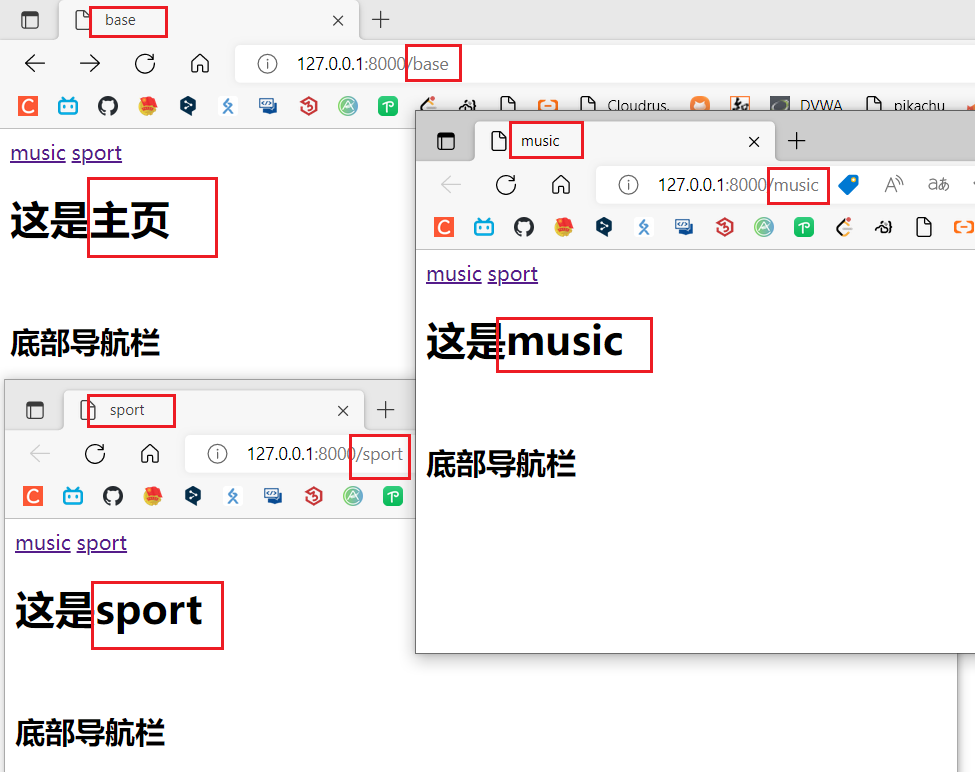 base
127.0.0.1:8000/base
Cloudrus.
DVWA
pikachu
music sport
这是主页
底部导航栏
music
127.0.0.1:8000/music
music sport
这是music
底部导航栏
sport
127.0.0.1:8000/sport
music sport
这是sport
底部导航栏